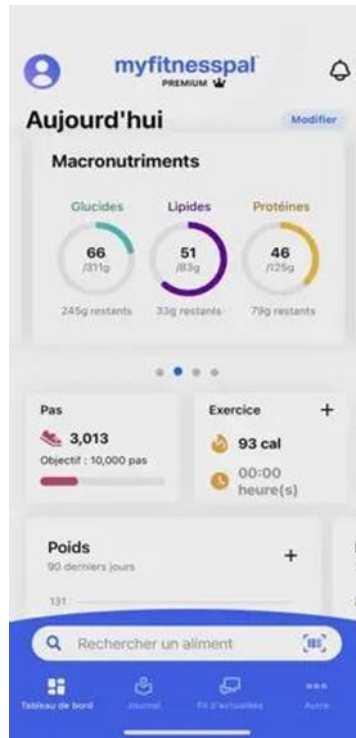 myfitnesspal
PREMIUM
Aujourd'hui
Modifier
Macronutriments
Glucides Lipides Protéines
66 51 46
/311g /83g /125g
245g restants 33g restants 79g restants
Pas
3,013
Objectif : 10,000 pas
Exercice +
93 cal
00:00
heure(s)
Poids +
90 derniers jours
131
Rechercher un aliment
Tableau de bord Journal Fil d'actualités Autre